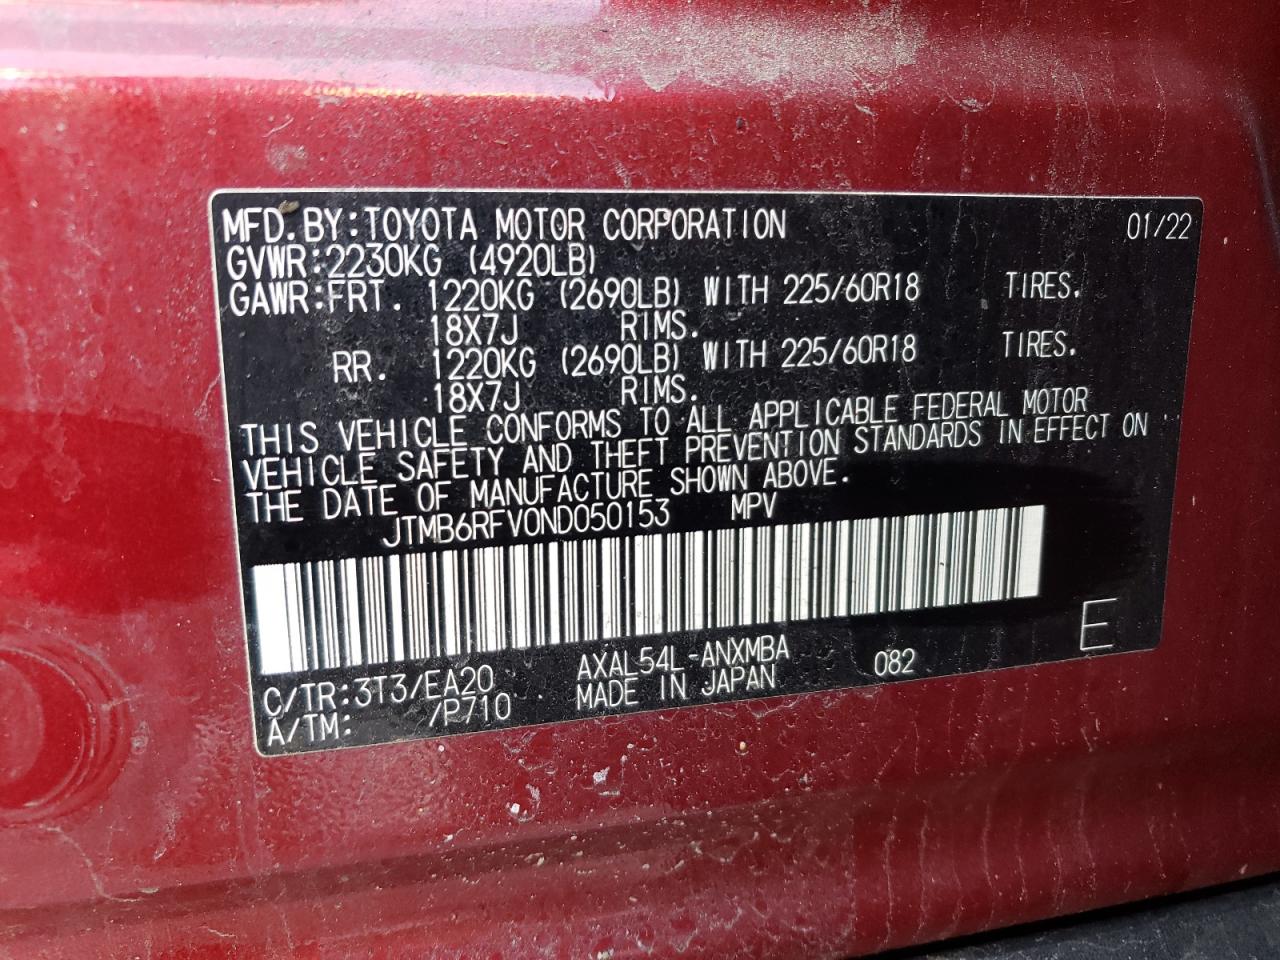 MFD. BY: TOYOTA MOTOR CORPORATION 01/22
GVWR: 2230KG (4920LB)
GAWR: FRT. 1220KG (2690LB) WITH 225/60R18 TIRES.
18X7J RIMS.
RR. 1220KG (2690LB) WITH 225/60R18 TIRES.
18X7J RIMS.
THIS VEHICLE CONFORMS TO ALL APPLICABLE FEDERAL MOTOR
VEHICLE SAFETY AND THEFT PREVENTION STANDARDS IN EFFECT ON
THE DATE OF MANUFACTURE SHOWN ABOVE.
JTMB6RFV0ND050153 MPV
E
C/TR: 3T3/EA20 AXAL54L-ANXMBA 082
A/TM: /P710 MADE IN JAPAN